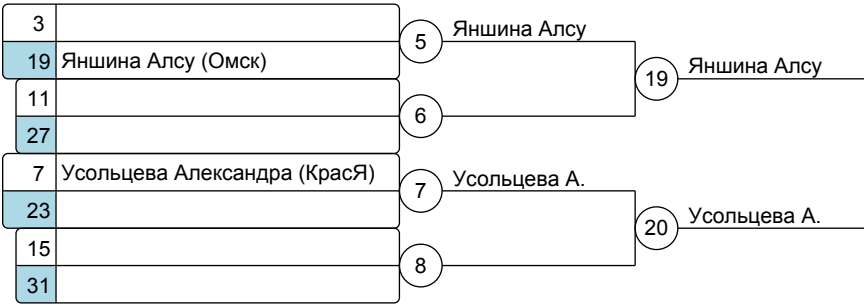 3
19 Яншина Алсу (Омск)
11
27
7 Усольцева Александра (КрасЯ)
23
15
31
5 Яншина Алсу
6
7 Усольцева А.
8
19 Яншина Алсу
20 Усольцева А.